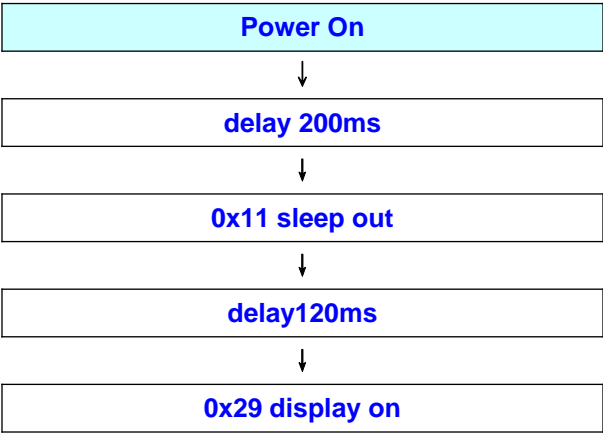 Power On
delay 200ms
0x11 sleep out
delay120ms
0x29 display on